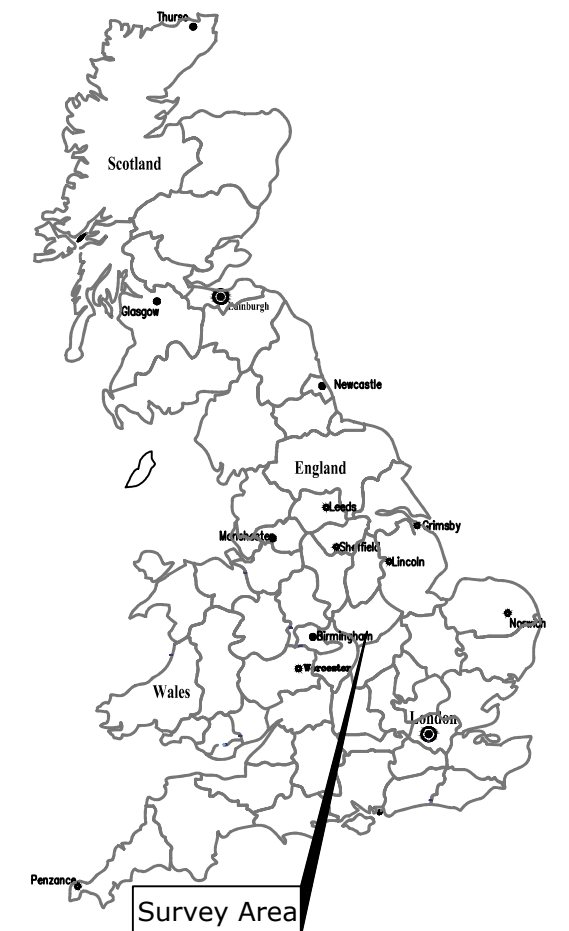 Thurso
Scotland
Edinburgh
Glasgow
Newcastle
England
Leeds
Grimsby
Manchester
Sheffield
Lincoln
Norwich
Birmingham
Worcester
Wales
London
Penzance
Survey Area